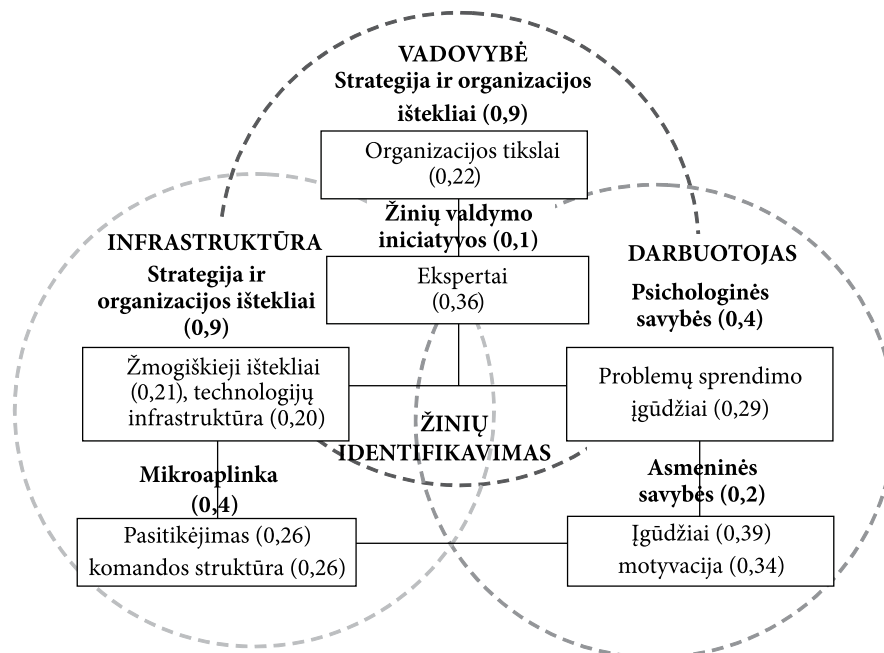 VADOVYBĖ
Strategija ir organizacijos
ištekliai (0,9)
Organizacijos tikslai
(0,22)
Žinių valdymo
iniciatyvos (0,1)
Ekspertai
(0,36)
INFRASTRUKTŪRA
Strategija ir
organizacijos ištekliai
(0,9)
Žmogiškieji ištekliai
(0,21), technologijų
infrastruktūra (0,20)
DARBUOTOJAS
Psichologinės
savybės (0,4)
Problemų sprendimo
įgūdžiai (0,29)
ŽINIŲ
IDENTIFIKAVIMAS
Mikroaplinka
(0,4)
Pasitikėjimas (0,26)
komandos struktūra (0,26)
Asmeninės
savybės (0,2)
Įgūdžiai (0,39)
motyvacija (0,34)